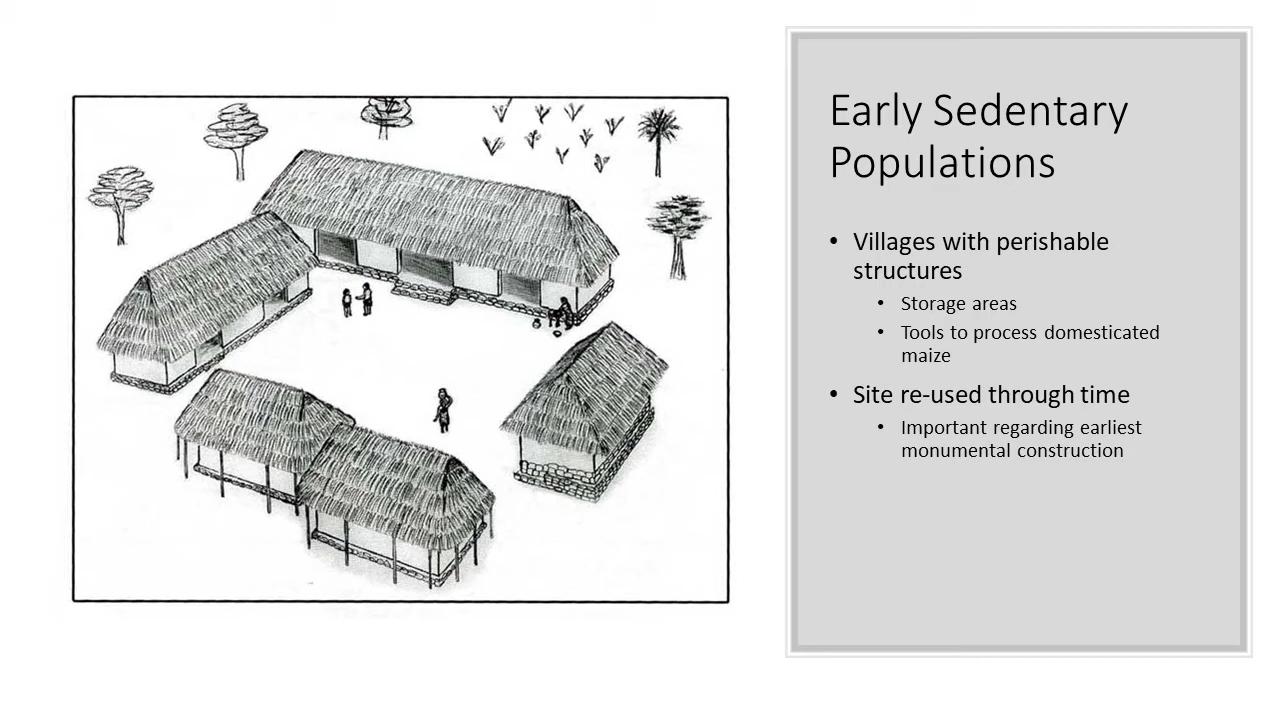 Early Sedentary
Populations
• Villages with perishable
structures
• Storage areas
• Tools to process domesticated
maize
• Site re-used through time
• Important regarding earliest
monumental construction